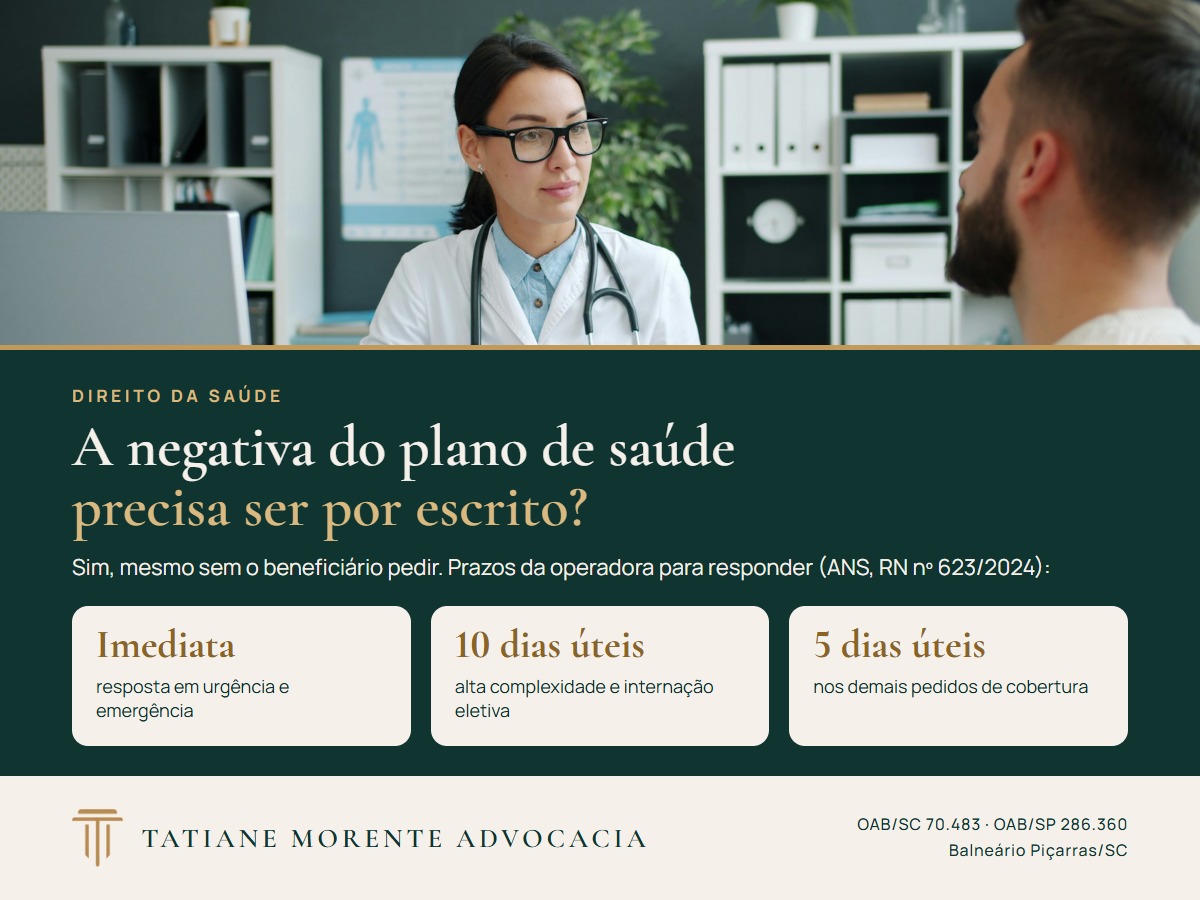 DIREITO DA SAÚDE
A negativa do plano de saúde
precisa ser por escrito?
Sim, mesmo sem o beneficiário pedir. Prazos da operadora para responder (ANS, RN nº 623/2024):
Imediata
resposta em urgência e
emergência
10 dias úteis
alta complexidade e internação
eletiva
5 dias úteis
nos demais pedidos de cobertura
TATIANE MORENTE ADVOCACIA
OAB/SC 70.483 · OAB/SP 286.360
Balneário Piçarras/SC